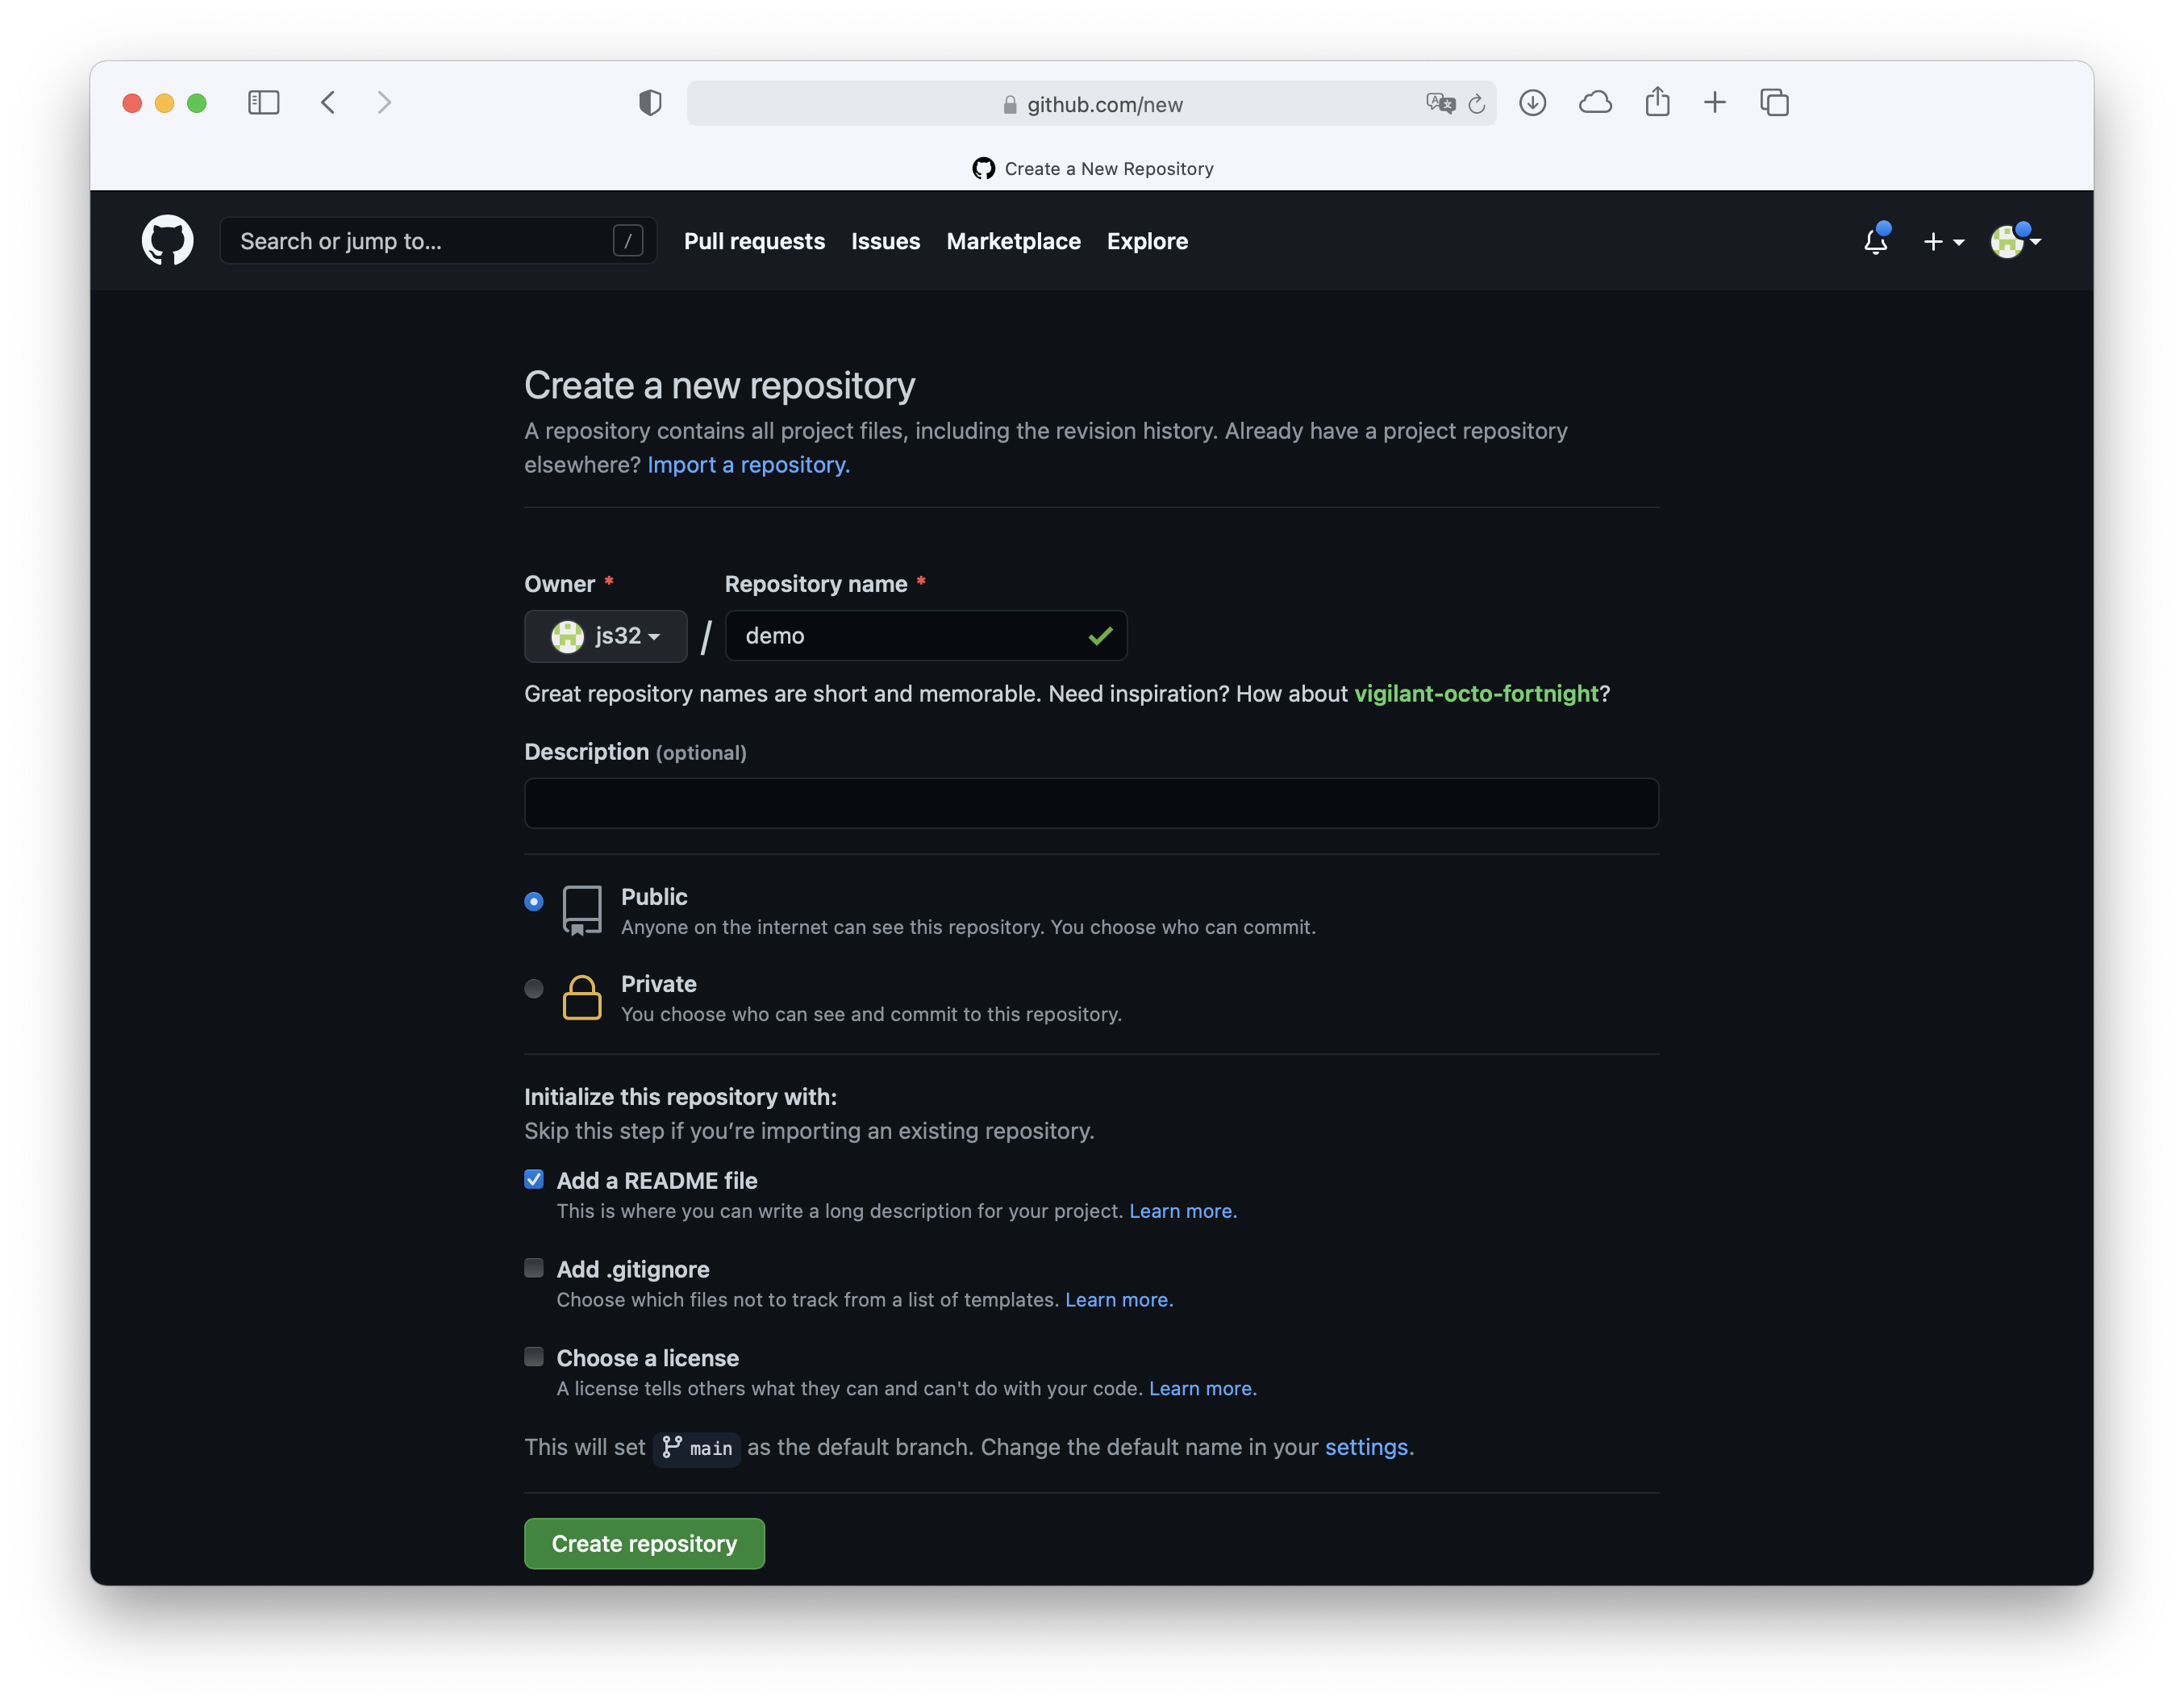 github.com/new
Create a New Repository
Search or jump to... /
Pull requests Issues Marketplace Explore
Create a new repository
A repository contains all project files, including the revision history. Already have a project repository
elsewhere? Import a repository.
Owner * Repository name *
js32 / demo
Great repository names are short and memorable. Need inspiration? How about vigilant-octo-fortnight?
Description (optional)
Public
Anyone on the internet can see this repository. You choose who can commit.
Private
You choose who can see and commit to this repository.
Initialize this repository with:
Skip this step if you’re importing an existing repository.
Add a README file
This is where you can write a long description for your project. Learn more.
Add .gitignore
Choose which files not to track from a list of templates. Learn more.
Choose a license
A license tells others what they can and can't do with your code. Learn more.
This will set main as the default branch. Change the default name in your settings.
Create repository